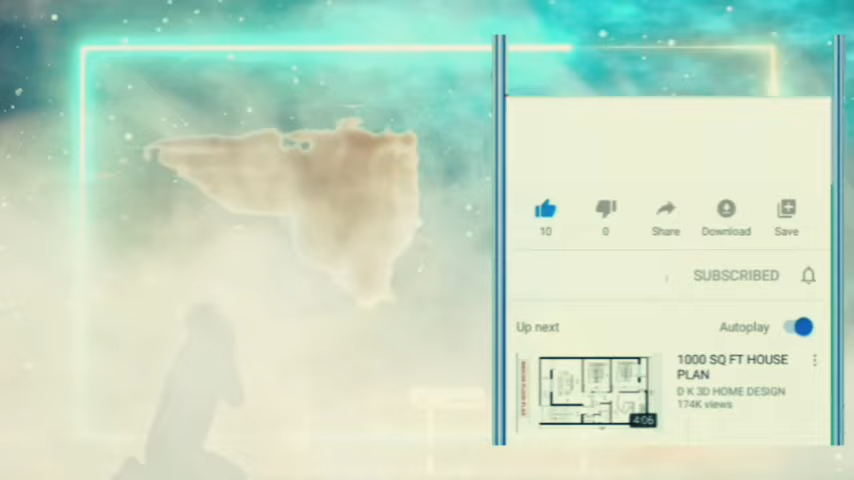 10
0
Share
Download
Save
SUBSCRIBED
Up next
Autoplay
1000 SQ FT HOUSE
PLAN
D K 3D HOME DESIGN
174K views
4:05